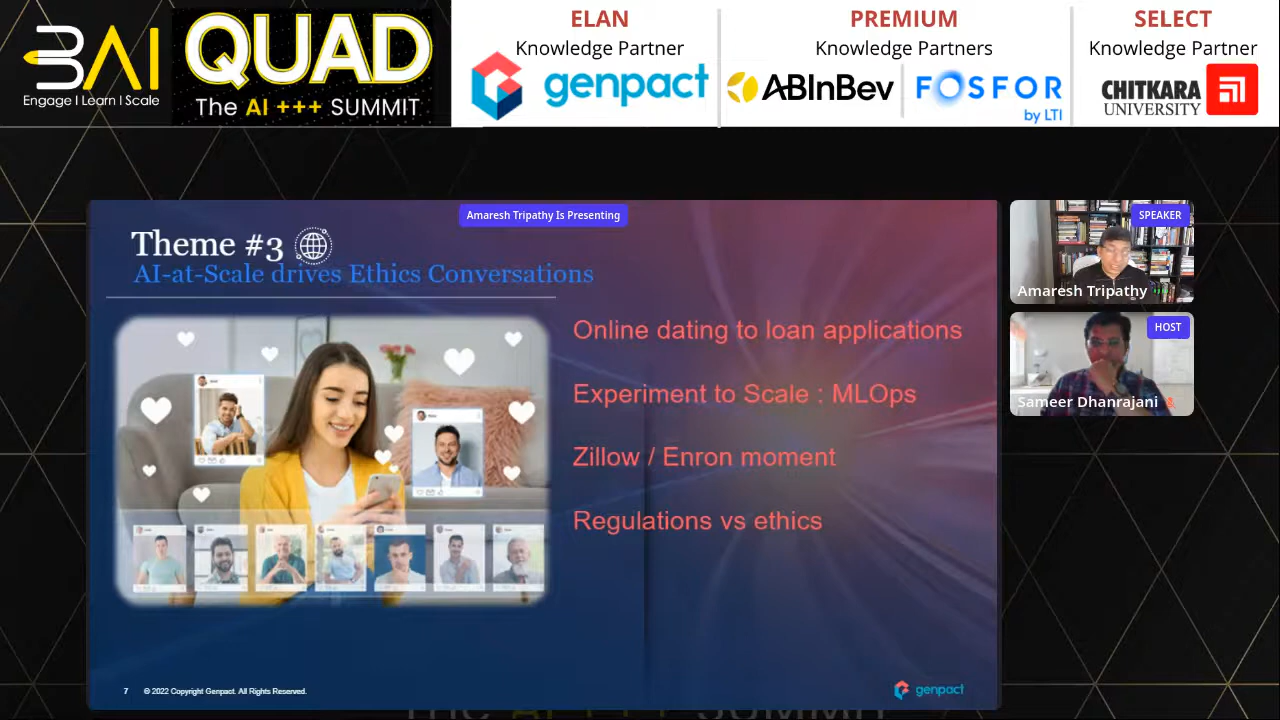 3AI
Engage | Learn | Scale
QUAD
The AI +++ SUMMIT
ELAN
Knowledge Partner
genpact
PREMIUM
Knowledge Partners
ABInBev
FOSFOR
by LTI
SELECT
Knowledge Partner
CHITKARA
UNIVERSITY
Amaresh Tripathy Is Presenting
Theme #3
AI-at-Scale drives Ethics Conversations
Online dating to loan applications
Experiment to Scale : MLOps
Zillow / Enron moment
Regulations vs ethics
7 © 2022 Copyright Genpact. All Rights Reserved.
genpact
SPEAKER
Amaresh Tripathy
HOST
Sameer Dhanrajani
THE AI +++ SUMMIT